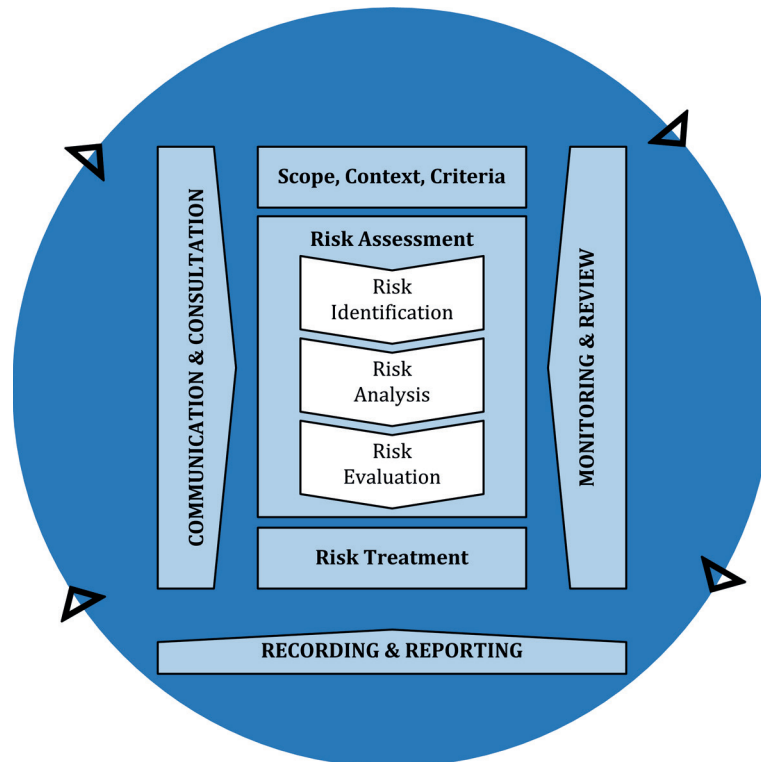 Scope, Context, Criteria
Risk Assessment
Risk
Identification
Risk
Analysis
Risk
Evaluation
Risk Treatment
COMMUNICATION & CONSULTATION
MONITORING & REVIEW
RECORDING & REPORTING